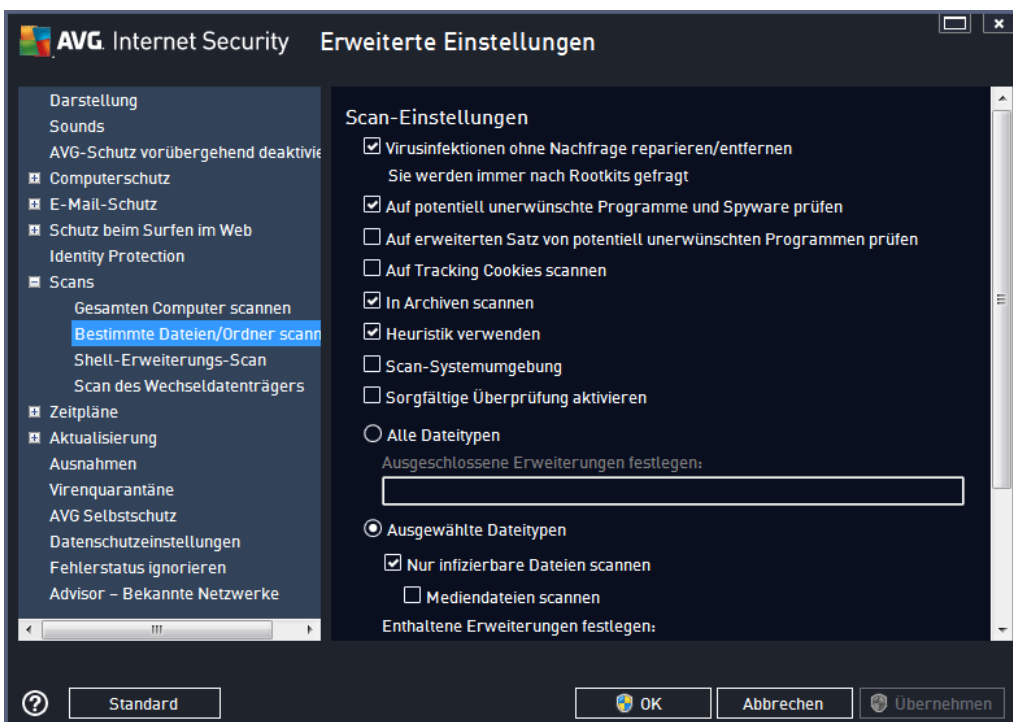 AVG. Internet Security Erweiterte Einstellungen
Darstellung
Sounds
AVG-Schutz vorübergehend deaktivie
Computerschutz
E-Mail-Schutz
Schutz beim Surfen im Web
Identity Protection
Scans
Gesamten Computer scannen
Bestimmte Dateien/Ordner scann
Shell-Erweiterungs-Scan
Scan des Wechseldatenträgers
Zeitpläne
Aktualisierung
Ausnahmen
Virenquarantäne
AVG Selbstschutz
Datenschutzeinstellungen
Fehlerstatus ignorieren
Advisor – Bekannte Netzwerke
Scan-Einstellungen
Virusinfektionen ohne Nachfrage reparieren/entfernen
Sie werden immer nach Rootkits gefragt
Auf potentiell unerwünschte Programme und Spyware prüfen
Auf erweiterten Satz von potentiell unerwünschten Programmen prüfen
Auf Tracking Cookies scannen
In Archiven scannen
Heuristik verwenden
Scan-Systemumgebung
Sorgfältige Überprüfung aktivieren
Alle Dateitypen
Ausgeschlossene Erweiterungen festlegen:
Ausgewählte Dateitypen
Nur infizierbare Dateien scannen
Mediendateien scannen
Enthaltene Erweiterungen festlegen:
Standard
OK
Abbrechen
Übernehmen